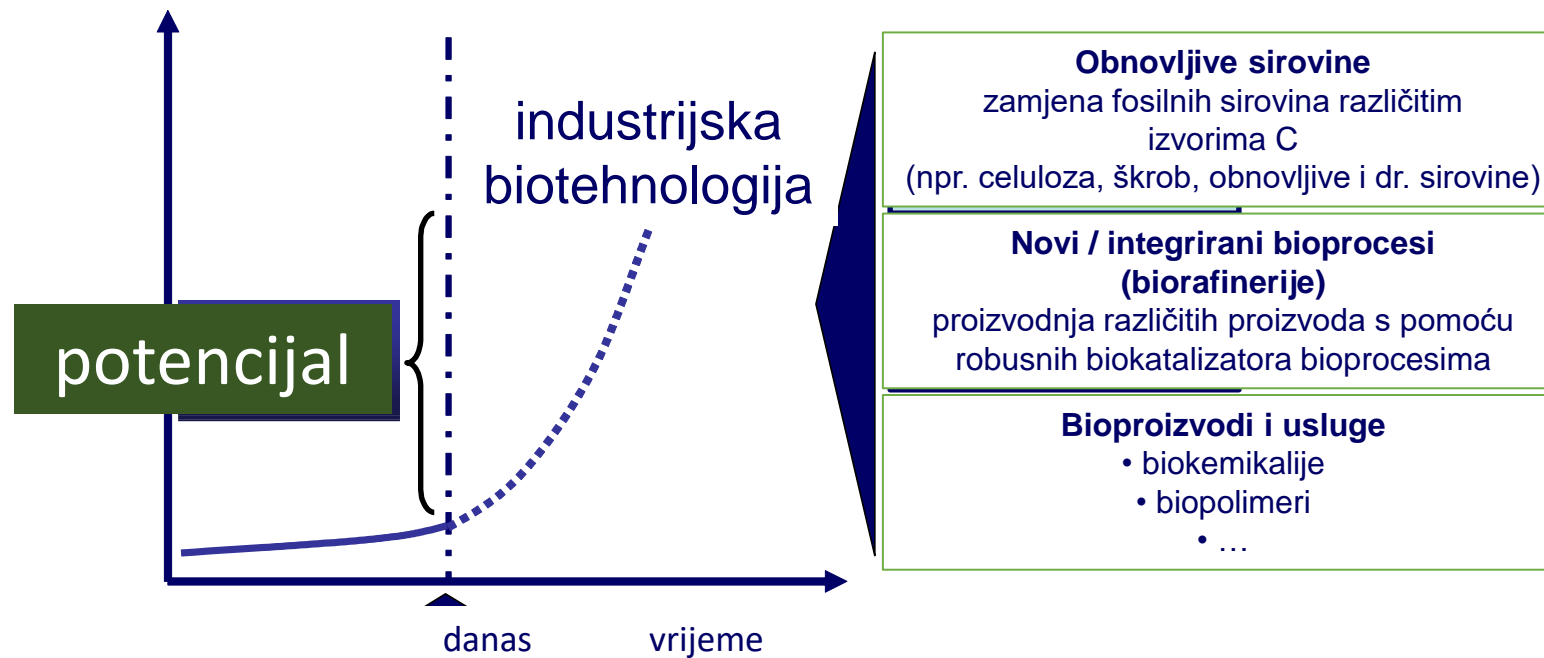 industrijska
biotehnologija
potencijal
danas
vrijeme
Obnovljive sirovine
zamjena fosilnih sirovina različitim
izvorima C
(npr. celuloza, škrob, obnovljive i dr. sirovine)
Novi / integrirani bioprocesi
(biorafinerije)
proizvodnja različitih proizvoda s pomoću
robusnih biokatalizatora bioprocesima
Bioproizvodi i usluge
• biokemikalije
• biopolimeri
• …